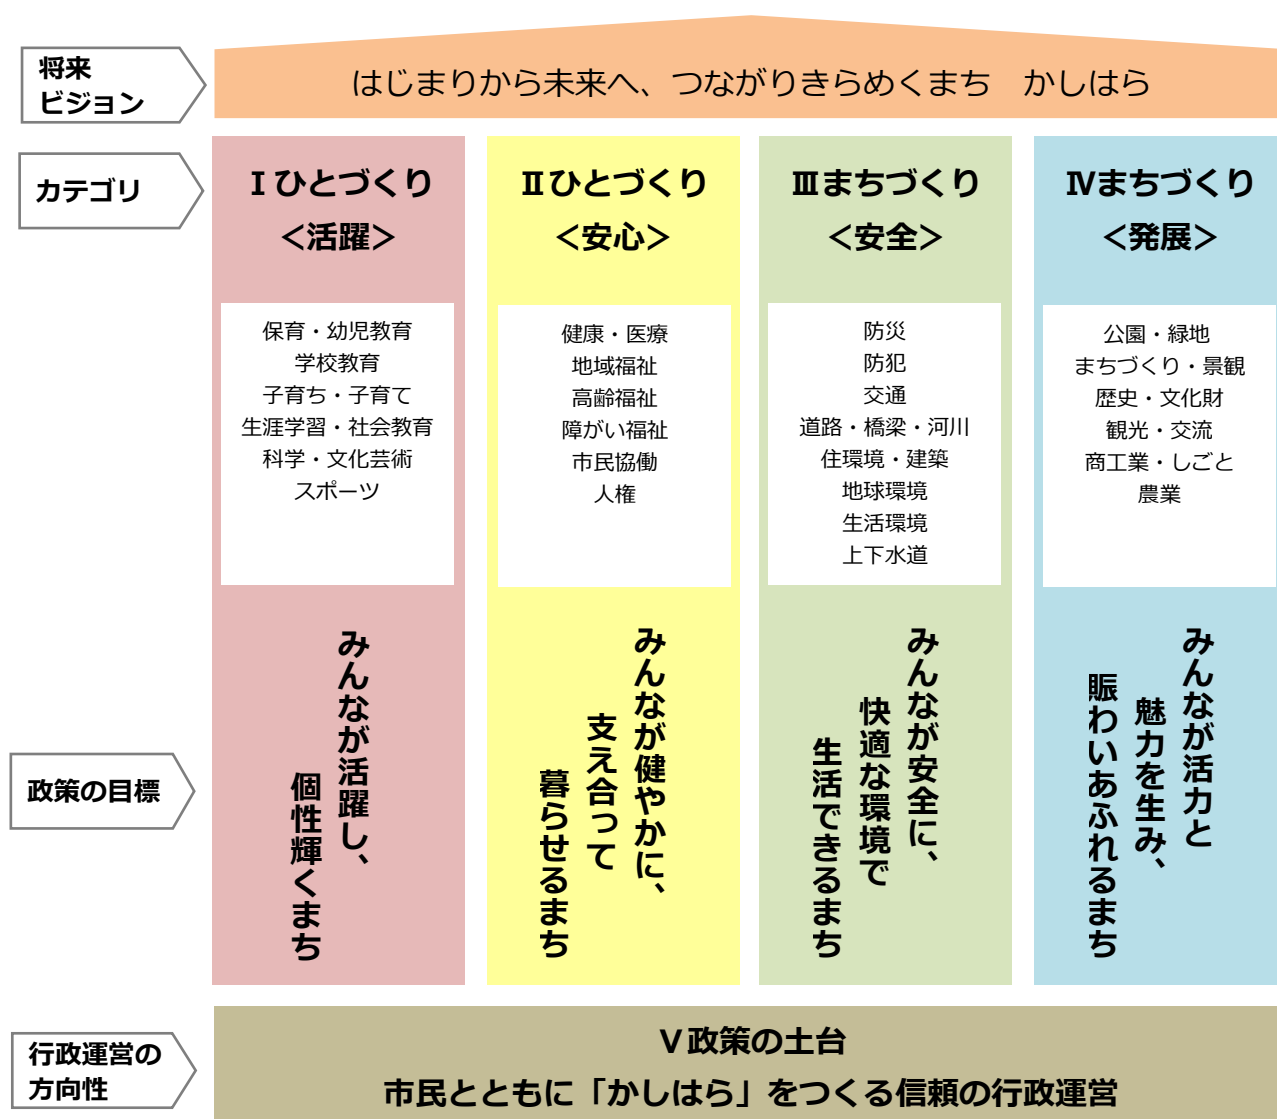 将来
ビジョン
はじまりから未来へ、つながりきらめくまち　かしはら
カテゴリ
Ⅰひとづくり
＜活躍＞
保育・幼児教育
学校教育
子育ち・子育て
生涯学習・社会教育
科学・文化芸術
スポーツ
Ⅱひとづくり
＜安心＞
健康・医療
地域福祉
高齢福祉
障がい福祉
市民協働
人権
Ⅲまちづくり
＜安全＞
防災
防犯
交通
道路・橋梁・河川
住環境・建築
地球環境
生活環境
上下水道
Ⅳまちづくり
＜発展＞
公園・緑地
まちづくり・景観
歴史・文化財
観光・交流
商工業・しごと
農業
政策の目標
みんなが活躍し、
個性輝くまち
みんなが健やかに、
支え合って
暮らせるまち
みんなが安全に、
快適な環境で
生活できるまち
みんなが活力と
魅力を生み、
賑わいあふれるまち
行政運営の
方向性
Ⅴ政策の土台
市民とともに「かしはら」をつくる信頼の行政運営